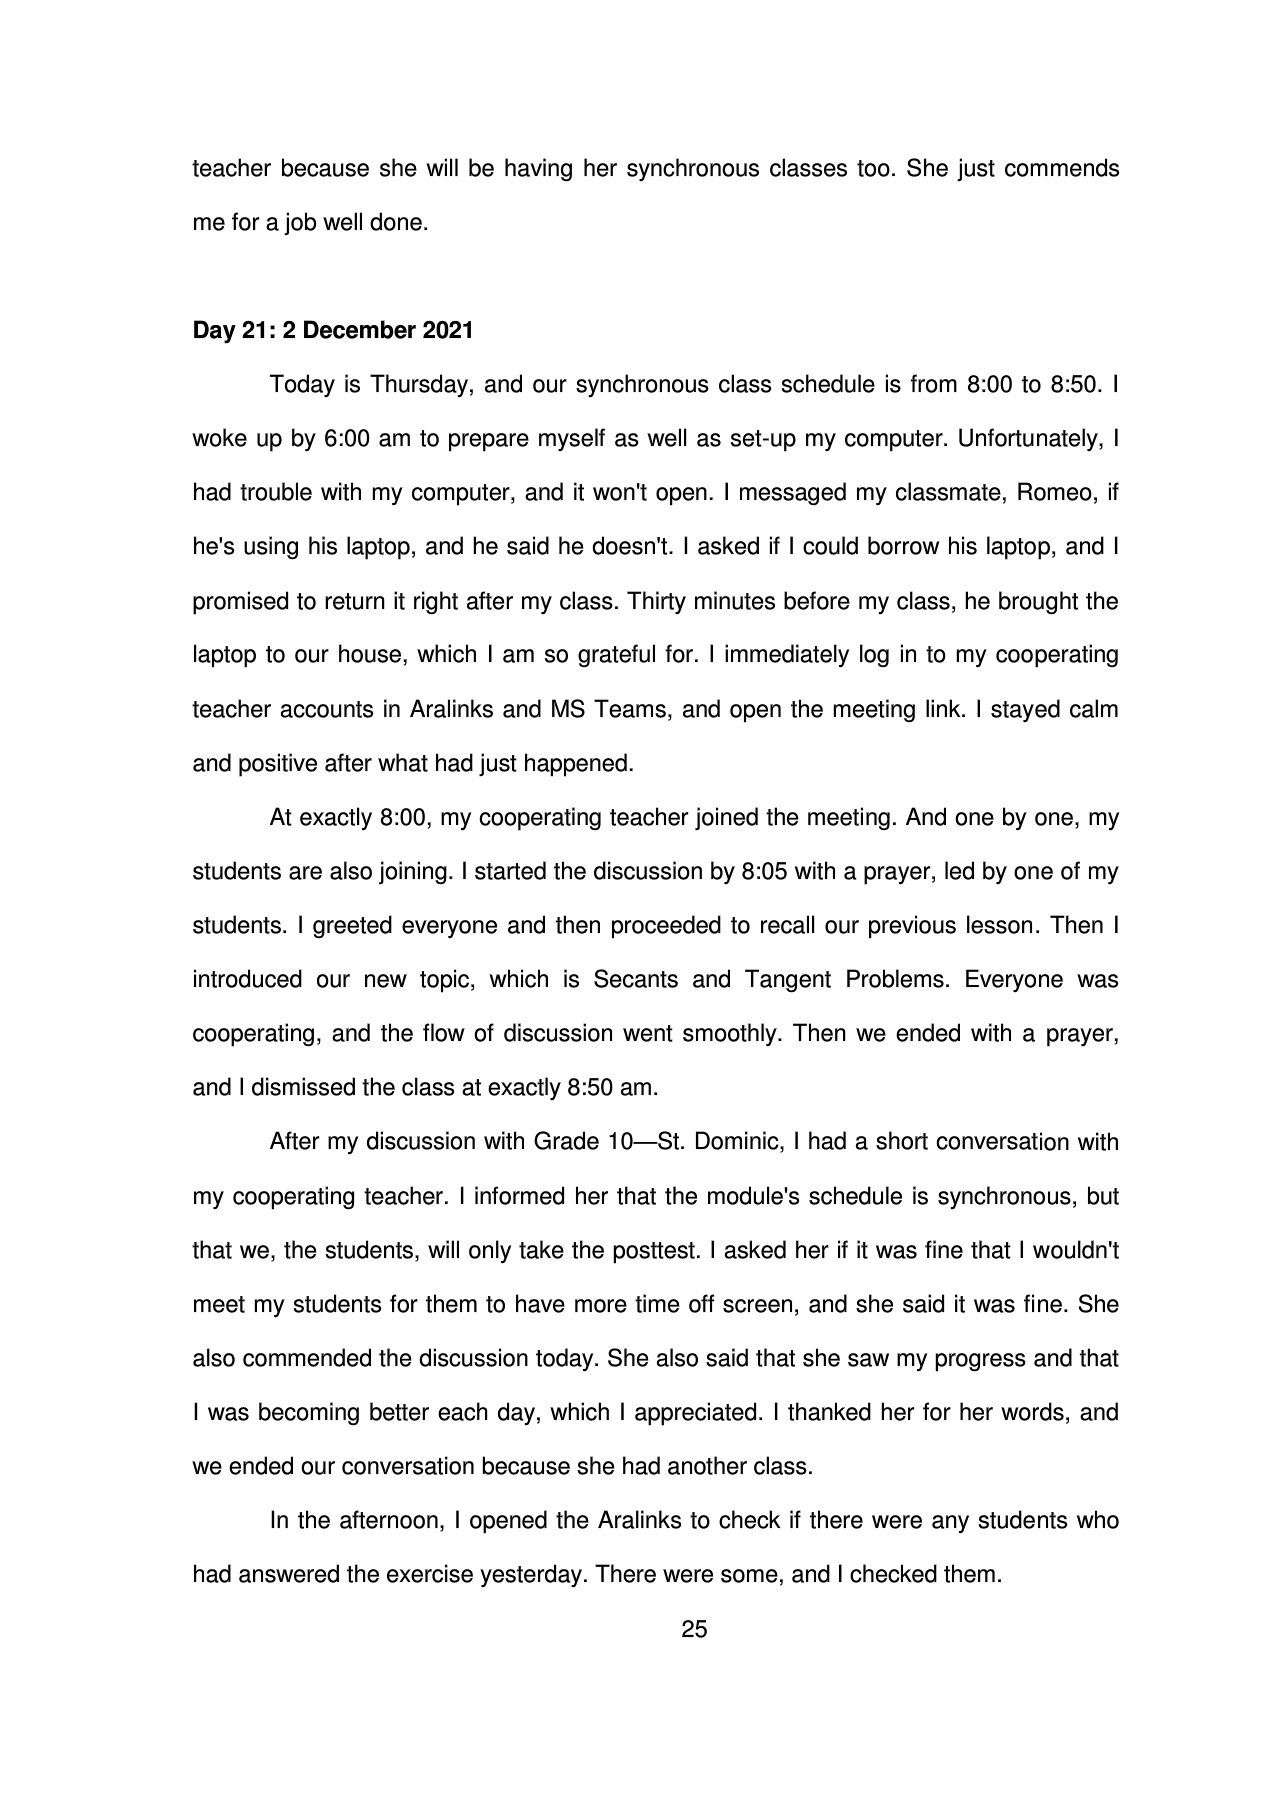 teacher because she will be having her synchronous classes too. She just commends
me for a job well done.
Day 21: 2 December 2021
Today is Thursday, and our synchronous class schedule is from 8:00 to 8:50. I
woke up by 6:00 am to prepare myself as well as set-up my computer. Unfortunately, I
had trouble with my computer, and it won't open. I messaged my classmate, Romeo, if
he's using his laptop, and he said he doesn't. I asked if I could borrow his laptop, and I
promised to return it right after my class. Thirty minutes before my class, he brought the
laptop to our house, which I am so grateful for. I immediately log in to my cooperating
teacher accounts in Aralinks and MS Teams, and open the meeting link. I stayed calm
and positive after what had just happened.
At exactly 8:00, my cooperating teacher joined the meeting. And one by one, my
students are also joining. I started the discussion by 8:05 with a prayer, led by one of my
students. I greeted everyone and then proceeded to recall our previous lesson. Then I
introduced our new topic, which is Secants and Tangent Problems. Everyone was
cooperating, and the flow of discussion went smoothly. Then we ended with a prayer,
and I dismissed the class at exactly 8:50 am.
After my discussion with Grade 10—St. Dominic, I had a short conversation with
my cooperating teacher. I informed her that the module's schedule is synchronous, but
that we, the students, will only take the posttest. I asked her if it was fine that I wouldn't
meet my students for them to have more time off screen, and she said it was fine. She
also commended the discussion today. She also said that she saw my progress and that
I was becoming better each day, which I appreciated. I thanked her for her words, and
we ended our conversation because she had another class.
In the afternoon, I opened the Aralinks to check if there were any students who
had answered the exercise yesterday. There were some, and I checked them.
25